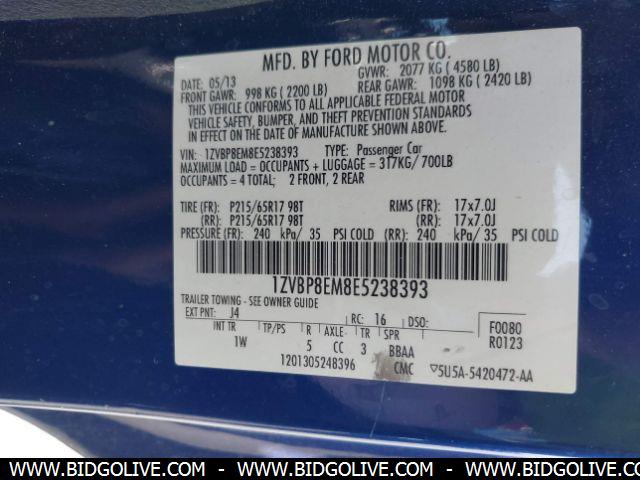 MFD. BY FORD MOTOR CO.
DATE: 05/13 GVWR: 2077 KG ( 4580 LB)
FRONT GAWR: 998 KG ( 2200 LB) REAR GAWR: 1098 KG ( 2420 LB)
THIS VEHICLE CONFORMS TO ALL APPLICABLE FEDERAL MOTOR
VEHICLE SAFETY, BUMPER, AND THEFT PREVENTION STANDARDS
IN EFFECT ON THE DATE OF MANUFACTURE SHOWN ABOVE.
VIN: 1ZVBP8EM8E5238393 TYPE: Passenger Car
MAXIMUM LOAD = OCCUPANTS + LUGGAGE = 317KG/ 700LB
OCCUPANTS = 4 TOTAL; 2 FRONT, 2 REAR
TIRE (FR): P215/65R17 98T RIMS (FR): 17x7.0J
(RR): P215/65R17 98T (RR): 17x7.0J
PRESSURE (FR): 240 kPa/ 35 PSI COLD (RR): 240 kPa/ 35 PSI COLD
1ZVBP8EM8E5238393
TRAILER TOWING - SEE OWNER GUIDE
EXT PNT: J4 RC: 16 DSO: F0080
INT TR TP/PS R AXLE TR SPR R0123
1W 5 CC 3 BBAA
1201305248396 CMC ▽5U5A-5420472-AA
WWW.BIDGOLIVE.COM - WWW.BIDGOLIVE.COM - WWW.BIDGOLIVE.COM